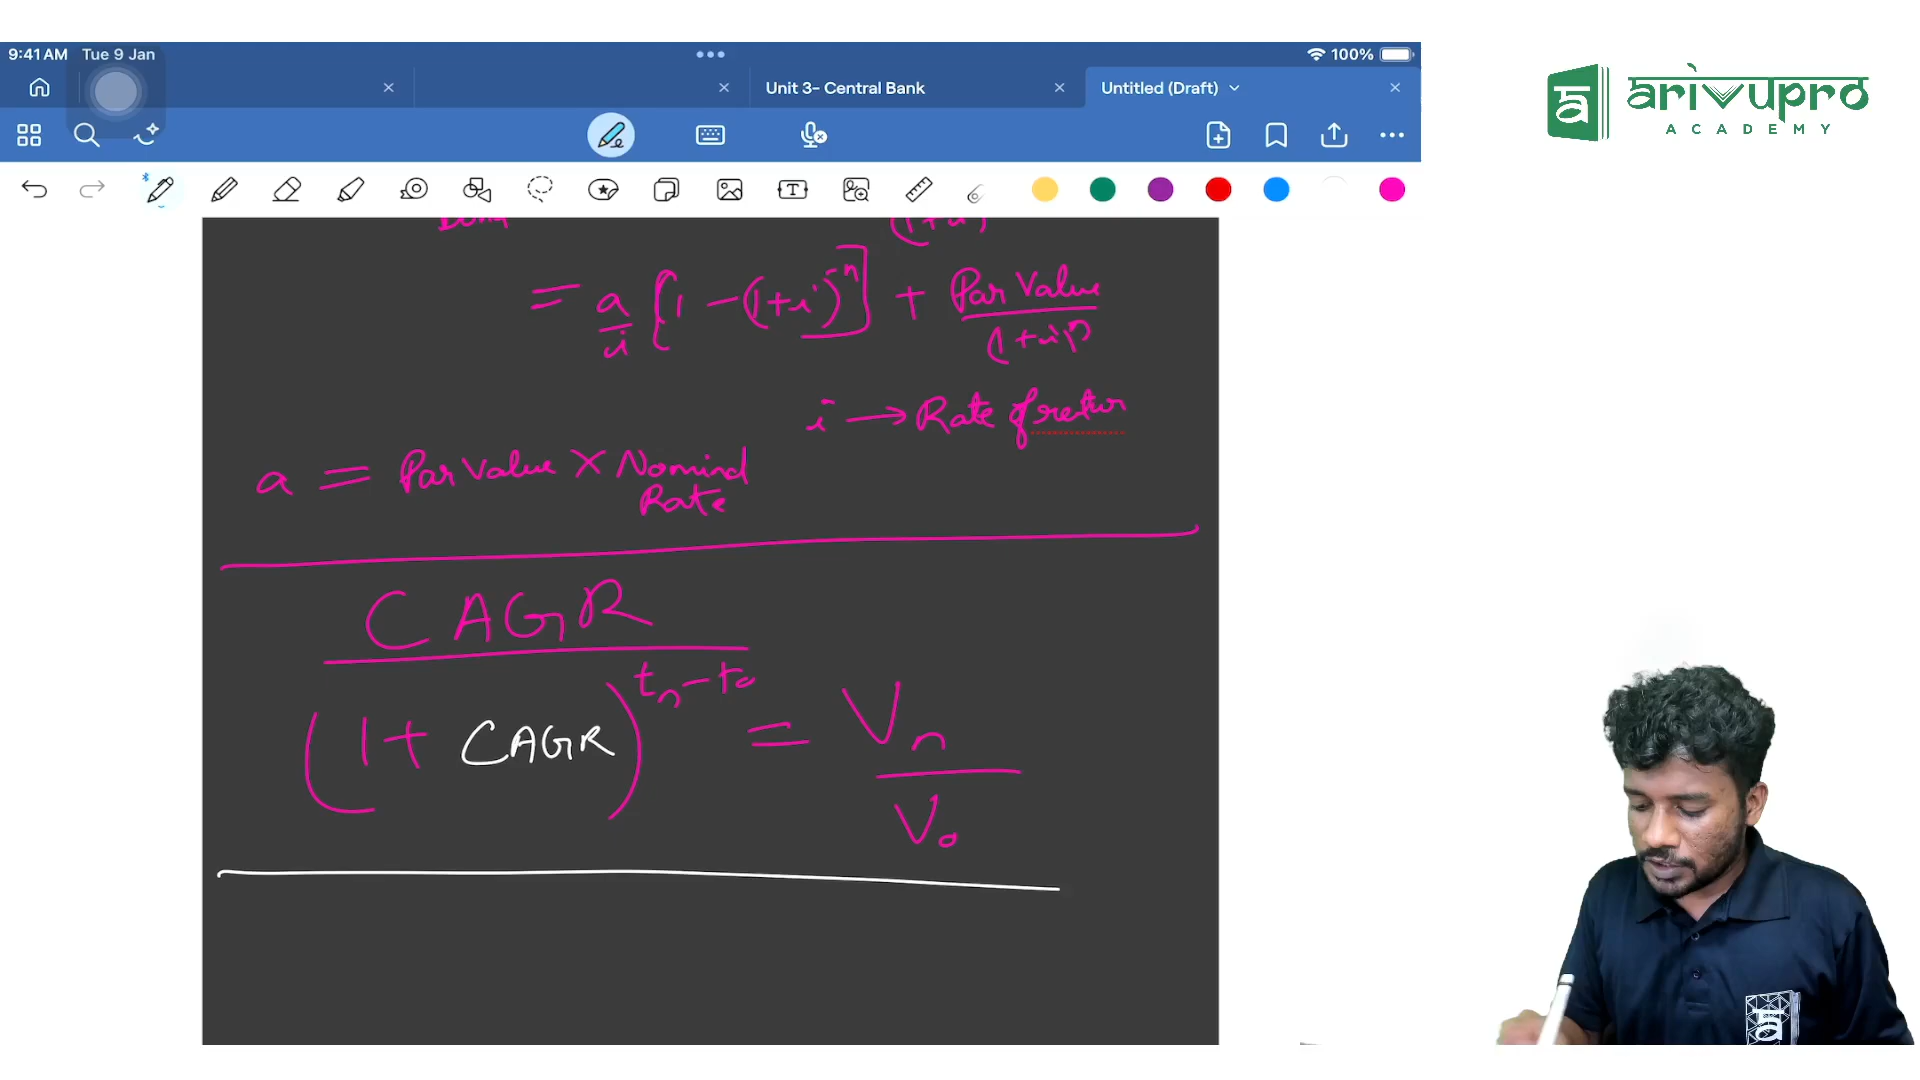 9:41 AM Tue 9 Jan
100%
Unit 3- Central Bank
Untitled (Draft)
arivupro
ACADEMY
= a/i [1 - (1+i)^-n] + Par Value/(1+i)^n
i → Rate of retur
a = Par Value × Nominal
Rate
CAGR
(1 + CAGR)^(tn - t0) = Vn/V0